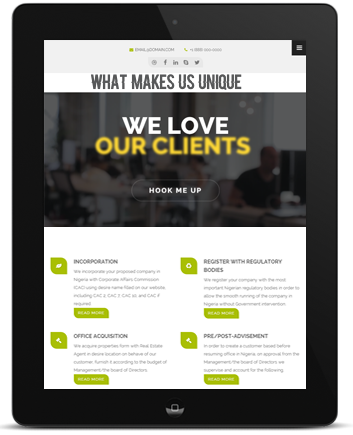 EMAIL@DOMAIN.COM +1 (888) 000-0000
WHAT MAKES US UNIQUE
WE LOVE
OUR CLIENTS
HOOK ME UP
INCORPORATION
We incorporate your proposed company in
Nigeria with Corporate Affairs Commission
(CAC) using desire name filled on our website,
including CAC 2, CAC 7, CAC 10, and CAC if
required.
READ MORE
REGISTER WITH REGULATORY
BODIES
We register your company with the most
important Nigerian regulatory bodies in order to
allow the smooth running of the company in
Nigeria without Government intervention.
READ MORE
OFFICE ACQUISITION
We acquire properties form with Real Estate
Agent in desire location on behave of our
customer, furnish it according to the budget of
Management/the board of Directors.
READ MORE
PRE/POST-ADVISEMENT
In order to create a customer based before
resuming office in Nigeria, on approval from the
Management/the board of Directors we
supervise and account for the following.
READ MORE